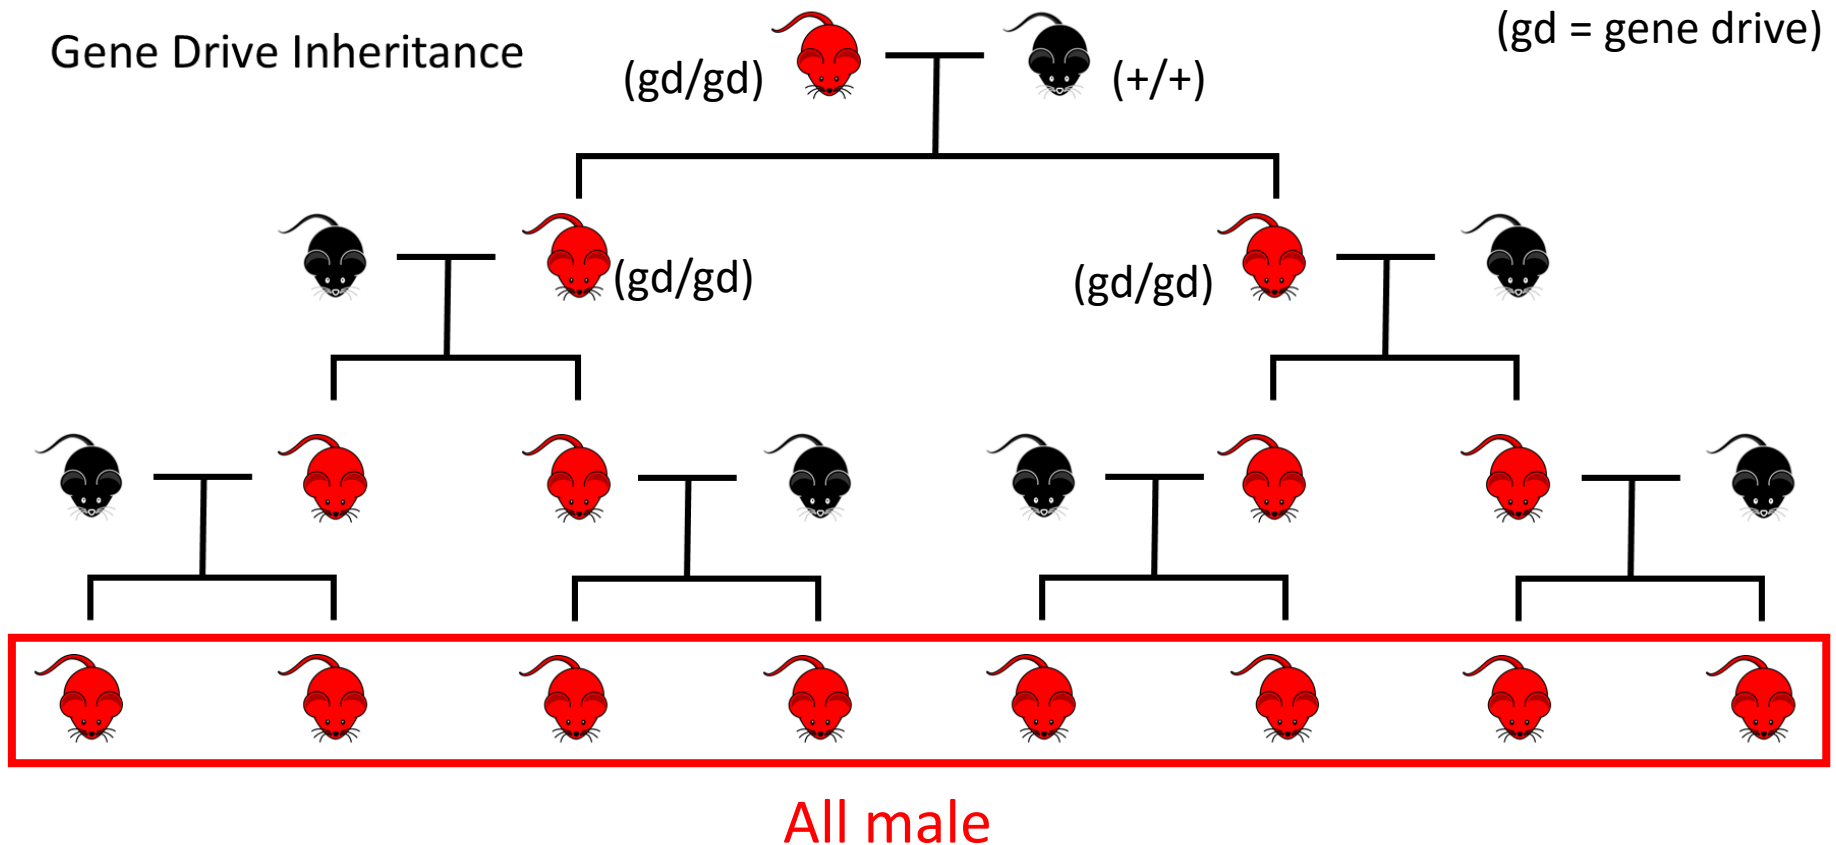 Gene Drive Inheritance
(gd = gene drive)
(gd/gd)
(+/+)
(gd/gd)
(gd/gd)
All male